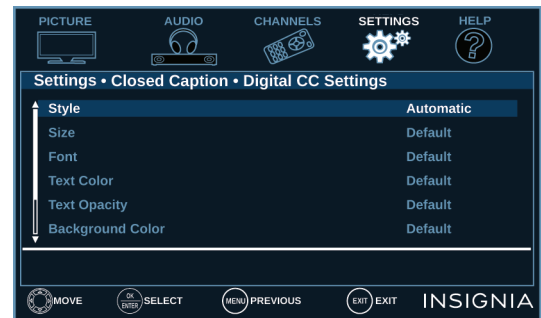 PICTURE AUDIO CHANNELS SETTINGS HELP
Settings • Closed Caption • Digital CC Settings
Style Automatic
Size Default
Font Default
Text Color Default
Text Opacity Default
Background Color Default
MOVE OK ENTER SELECT MENU PREVIOUS EXIT EXIT INSIGNIA